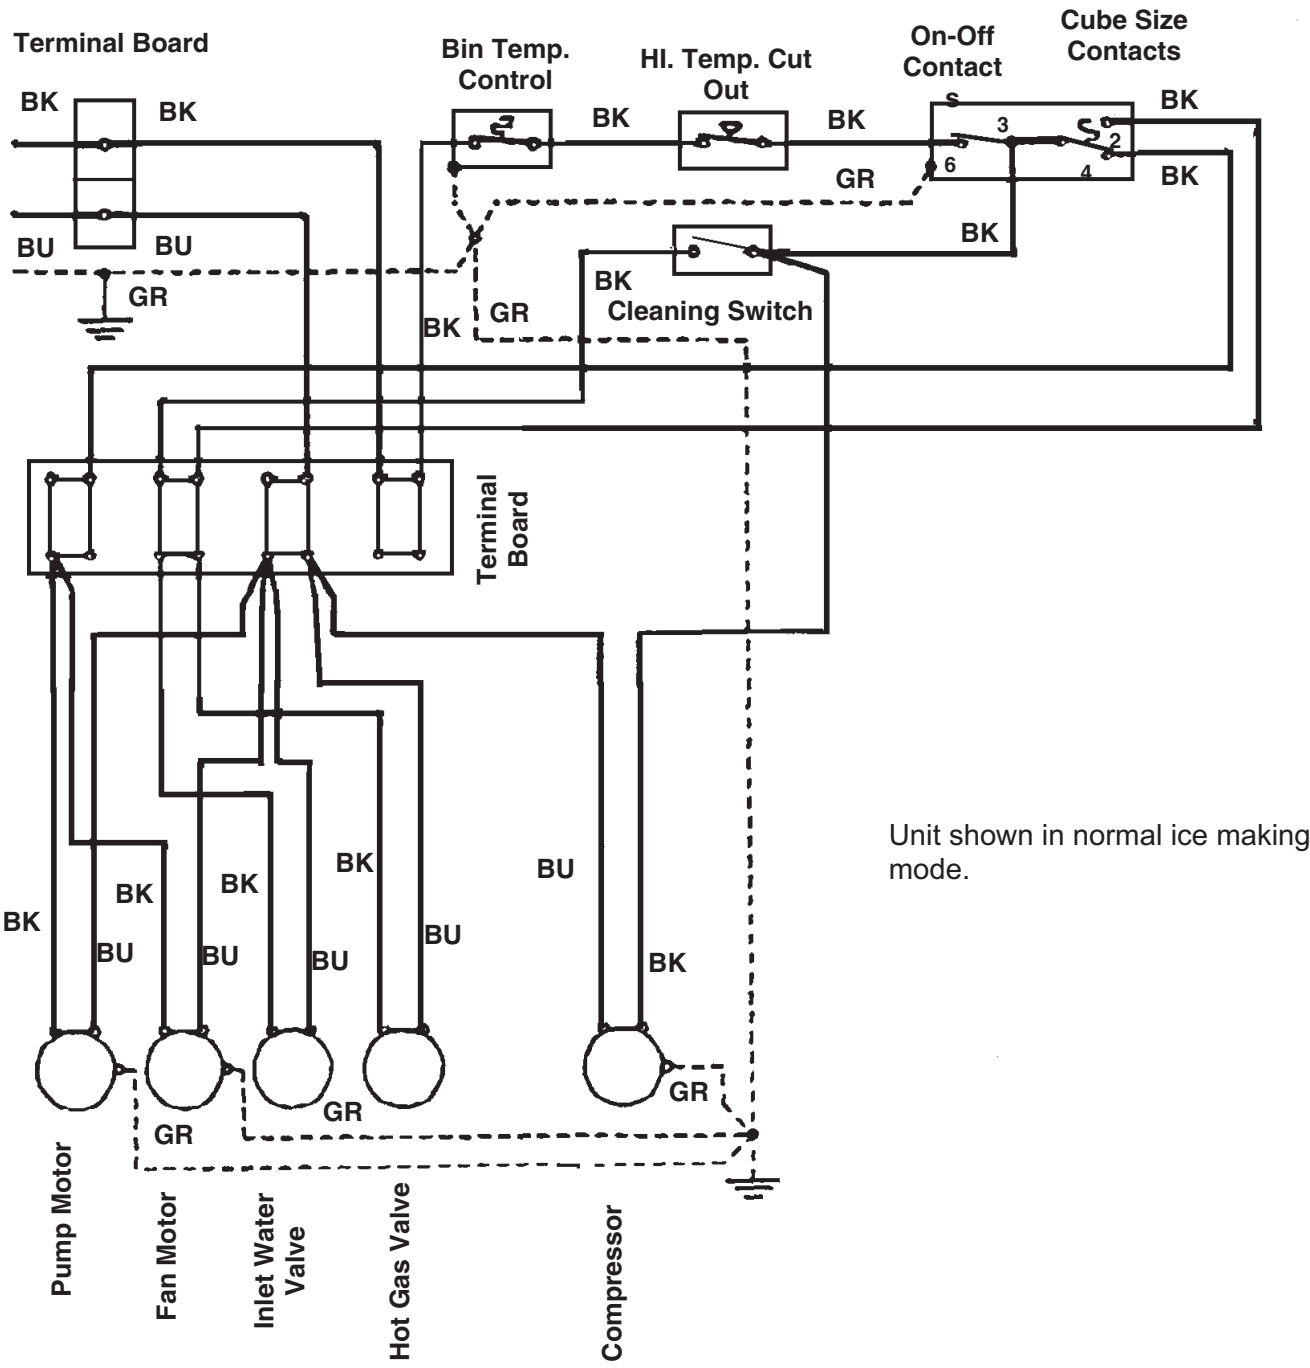 Terminal Board
Bin Temp.
Control
HI. Temp. Cut
Out
On-Off
Contact
Cube Size
Contacts
BK
BK
BK
BK
BK
S
3
2
6
4
BK
GR
BU
BU
BK
GR
BK
GR
BK
Cleaning Switch
Terminal
Board
Unit shown in normal ice making
mode.
BK
BK
BK
BK
BU
BU
BU
BU
BU
BK
GR
GR
GR
Pump Motor
Fan Motor
Inlet Water
Valve
Hot Gas Valve
Compressor